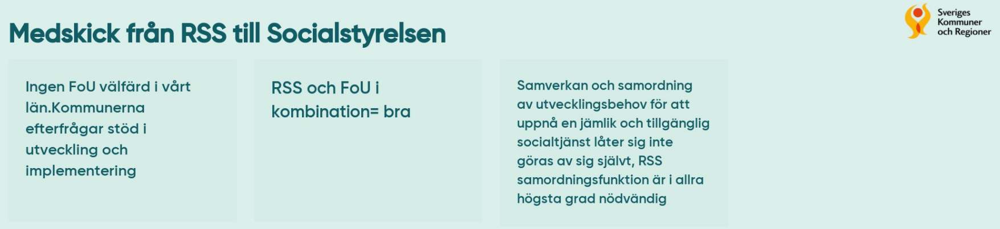 Medskick från RSS till Socialstyrelsen
Sveriges
Kommuner
och Regioner
Ingen FoU välfärd i vårt
län.Kommunerna
efterfrågar stöd i
utveckling och
implementering
RSS och FoU i
kombination= bra
Samverkan och samordning
av utvecklingsbehov för att
uppnå en jämlik och tillgänglig
socialtjänst låter sig inte
göras av sig självt, RSS
samordningsfunktion är i allra
högsta grad nödvändig